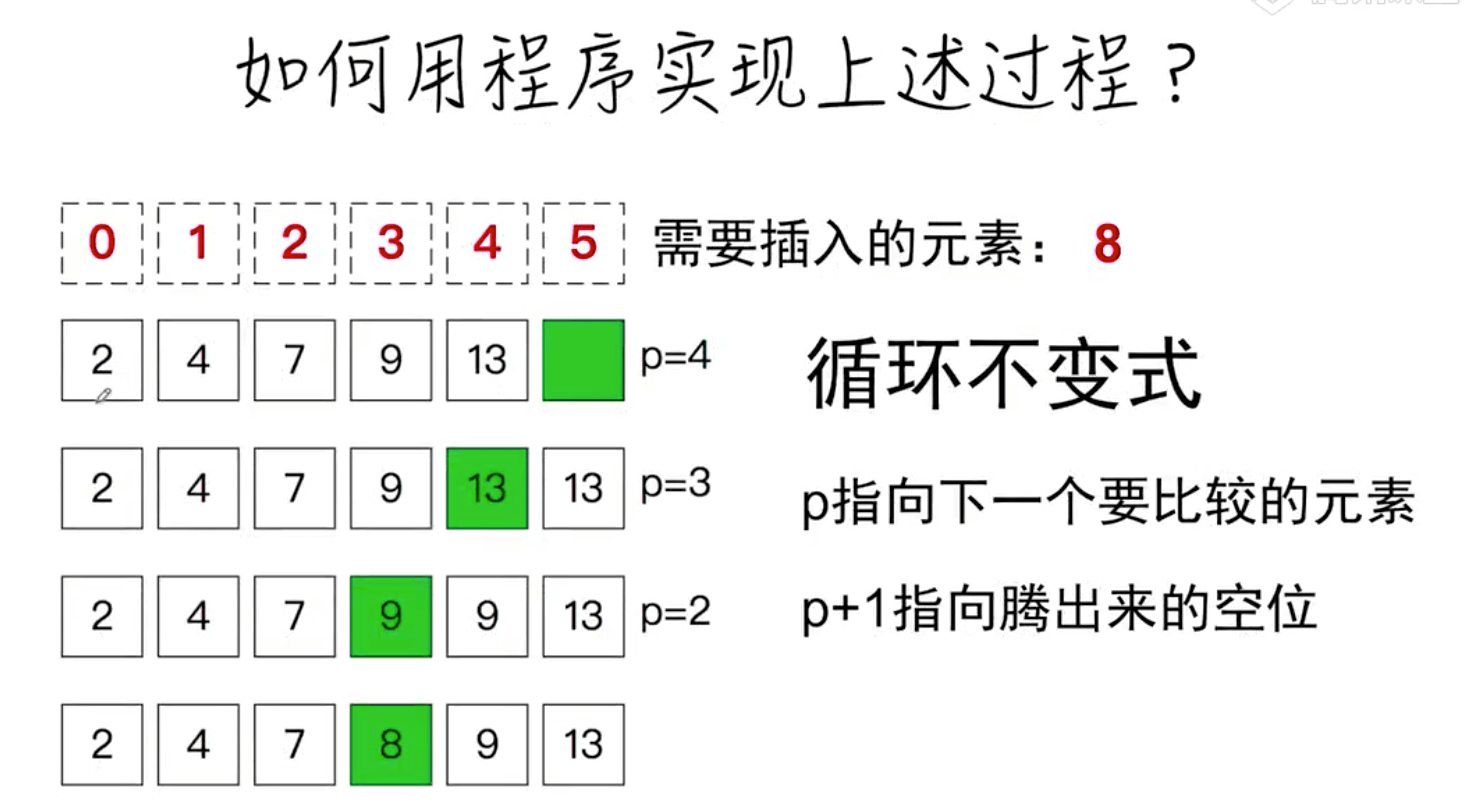 如何用程序实现上述过程？
0 1 2 3 4 5 需要插入的元素： 8
2 4 7 9 13 p=4
循环不变式
2 4 7 9 13 13 p=3
p指向下一个要比较的元素
2 4 7 9 9 13 p=2
p+1指向腾出来的空位
2 4 7 8 9 13